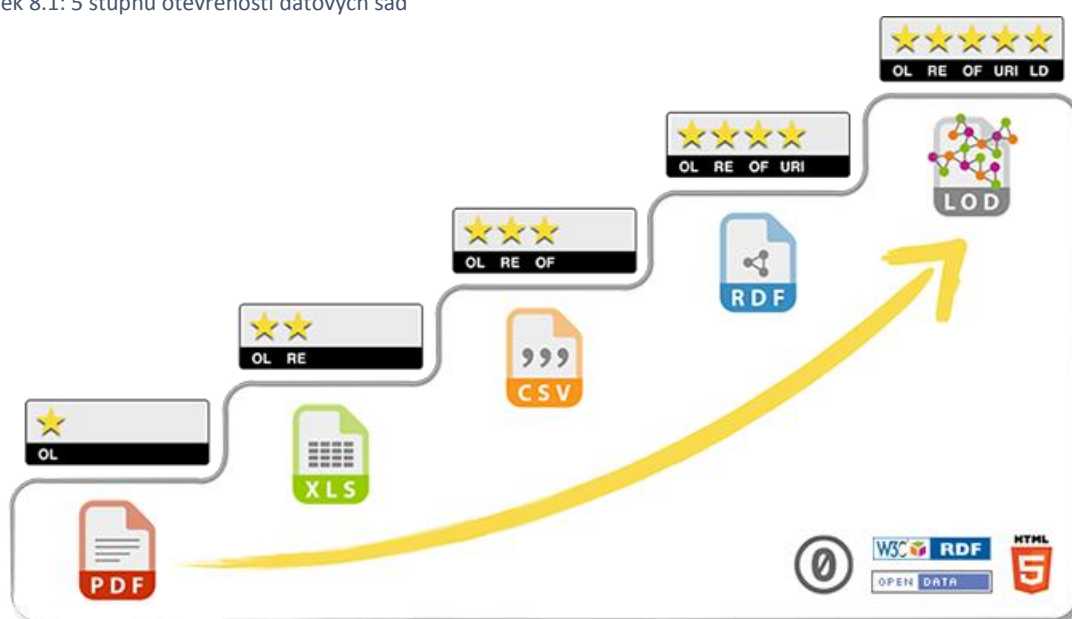 ek 8.1: 5 stupňů otevřenosti datových sad
OL RE OF URI LD
OL RE OF URI
LOD
OL RE OF
RDF
OL RE
,,,
CSV
OL
XLS
PDF
0
W3C RDF
OPEN DATA
HTML
5